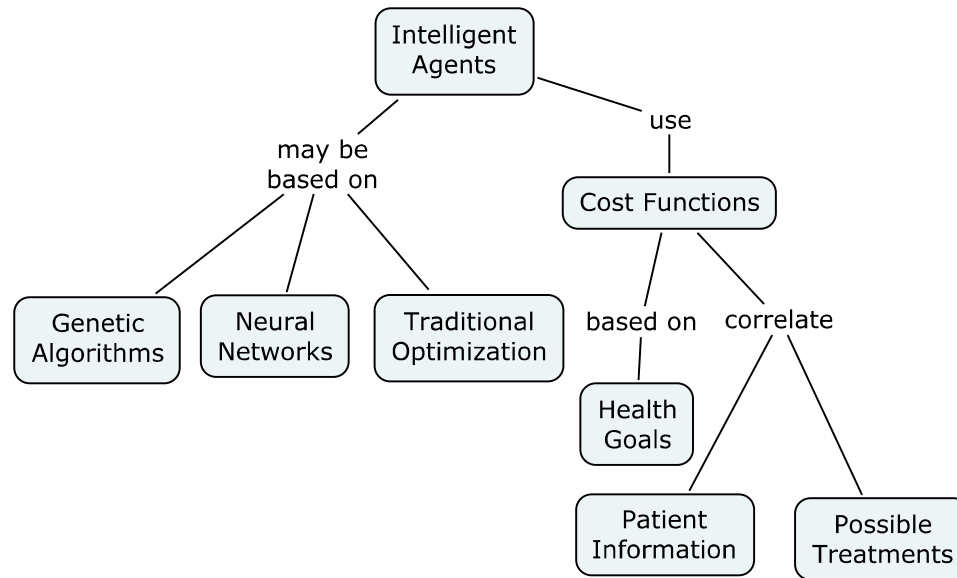 Intelligent
Agents
may be
based on
use
Cost Functions
Genetic
Algorithms
Neural
Networks
Traditional
Optimization
based on
correlate
Health
Goals
Patient
Information
Possible
Treatments